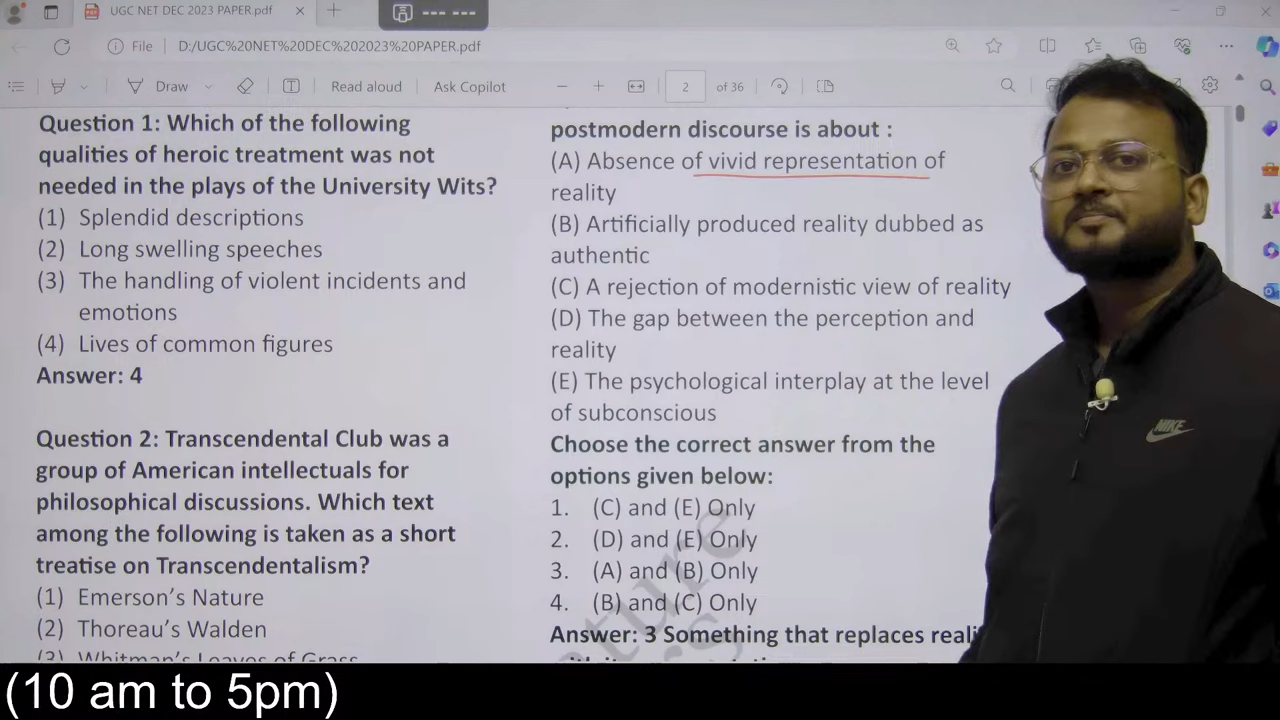 UGC NET DEC 2023 PAPER.pdf
File
D:/UGC%20NET%20DEC%202023%20PAPER.pdf
Draw
Read aloud
Ask Copilot
2
of 36
Question 1: Which of the following
qualities of heroic treatment was not
needed in the plays of the University Wits?
(1) Splendid descriptions
(2) Long swelling speeches
(3) The handling of violent incidents and
emotions
(4) Lives of common figures
Answer: 4
Question 2: Transcendental Club was a
group of American intellectuals for
philosophical discussions. Which text
among the following is taken as a short
treatise on Transcendentalism?
(1) Emerson's Nature
(2) Thoreau's Walden
(3) Whitman's Leaves of Grass
postmodern discourse is about :
(A) Absence of vivid representation of
reality
(B) Artificially produced reality dubbed as
authentic
(C) A rejection of modernistic view of reality
(D) The gap between the perception and
reality
(E) The psychological interplay at the level
of subconscious
Choose the correct answer from the
options given below:
1. (C) and (E) Only
2. (D) and (E) Only
3. (A) and (B) Only
4. (B) and (C) Only
Answer: 3 Something that replaces
NIKE
(10 am to 5pm)